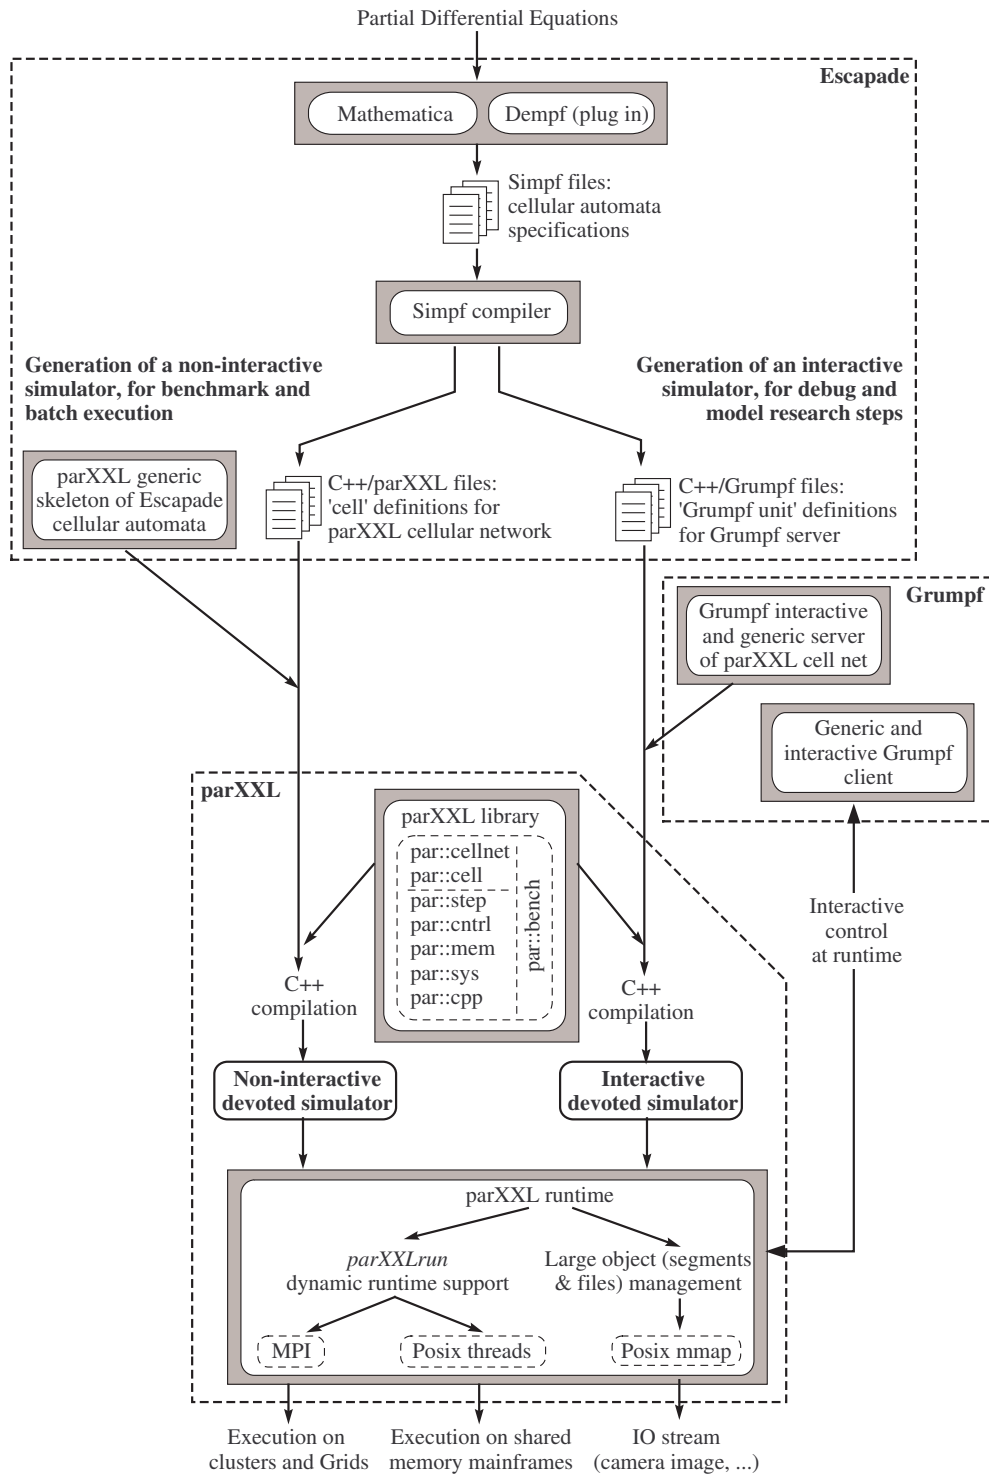 Partial Differential Equations
Escapade
Mathematica
Dempf (plug in)
Simpf files:
cellular automata
specifications
Simpf compiler
Generation of a non-interactive
simulator, for benchmark and
batch execution
Generation of an interactive
simulator, for debug and
model research steps
parXXL generic
skeleton of Escapade
cellular automata
C++/parXXL files:
'cell' definitions for
parXXL cellular network
C++/Grumpf files:
'Grumpf unit' definitions
for Grumpf server
Grumpf
Grumpf interactive
and generic server
of parXXL cell net
Generic and
interactive Grumpf
client
parXXL
parXXL library
par::cellnet
par::cell
par::step
par::cntrl
par::mem
par::sys
par::cpp
par::bench
Interactive
control
at runtime
C++
compilation
C++
compilation
Non-interactive
devoted simulator
Interactive
devoted simulator
parXXL runtime
parXXLrun
dynamic runtime support
Large object (segments
& files) management
MPI
Posix threads
Posix mmap
Execution on
clusters and Grids
Execution on shared
memory mainframes
IO stream
(camera image, ...)